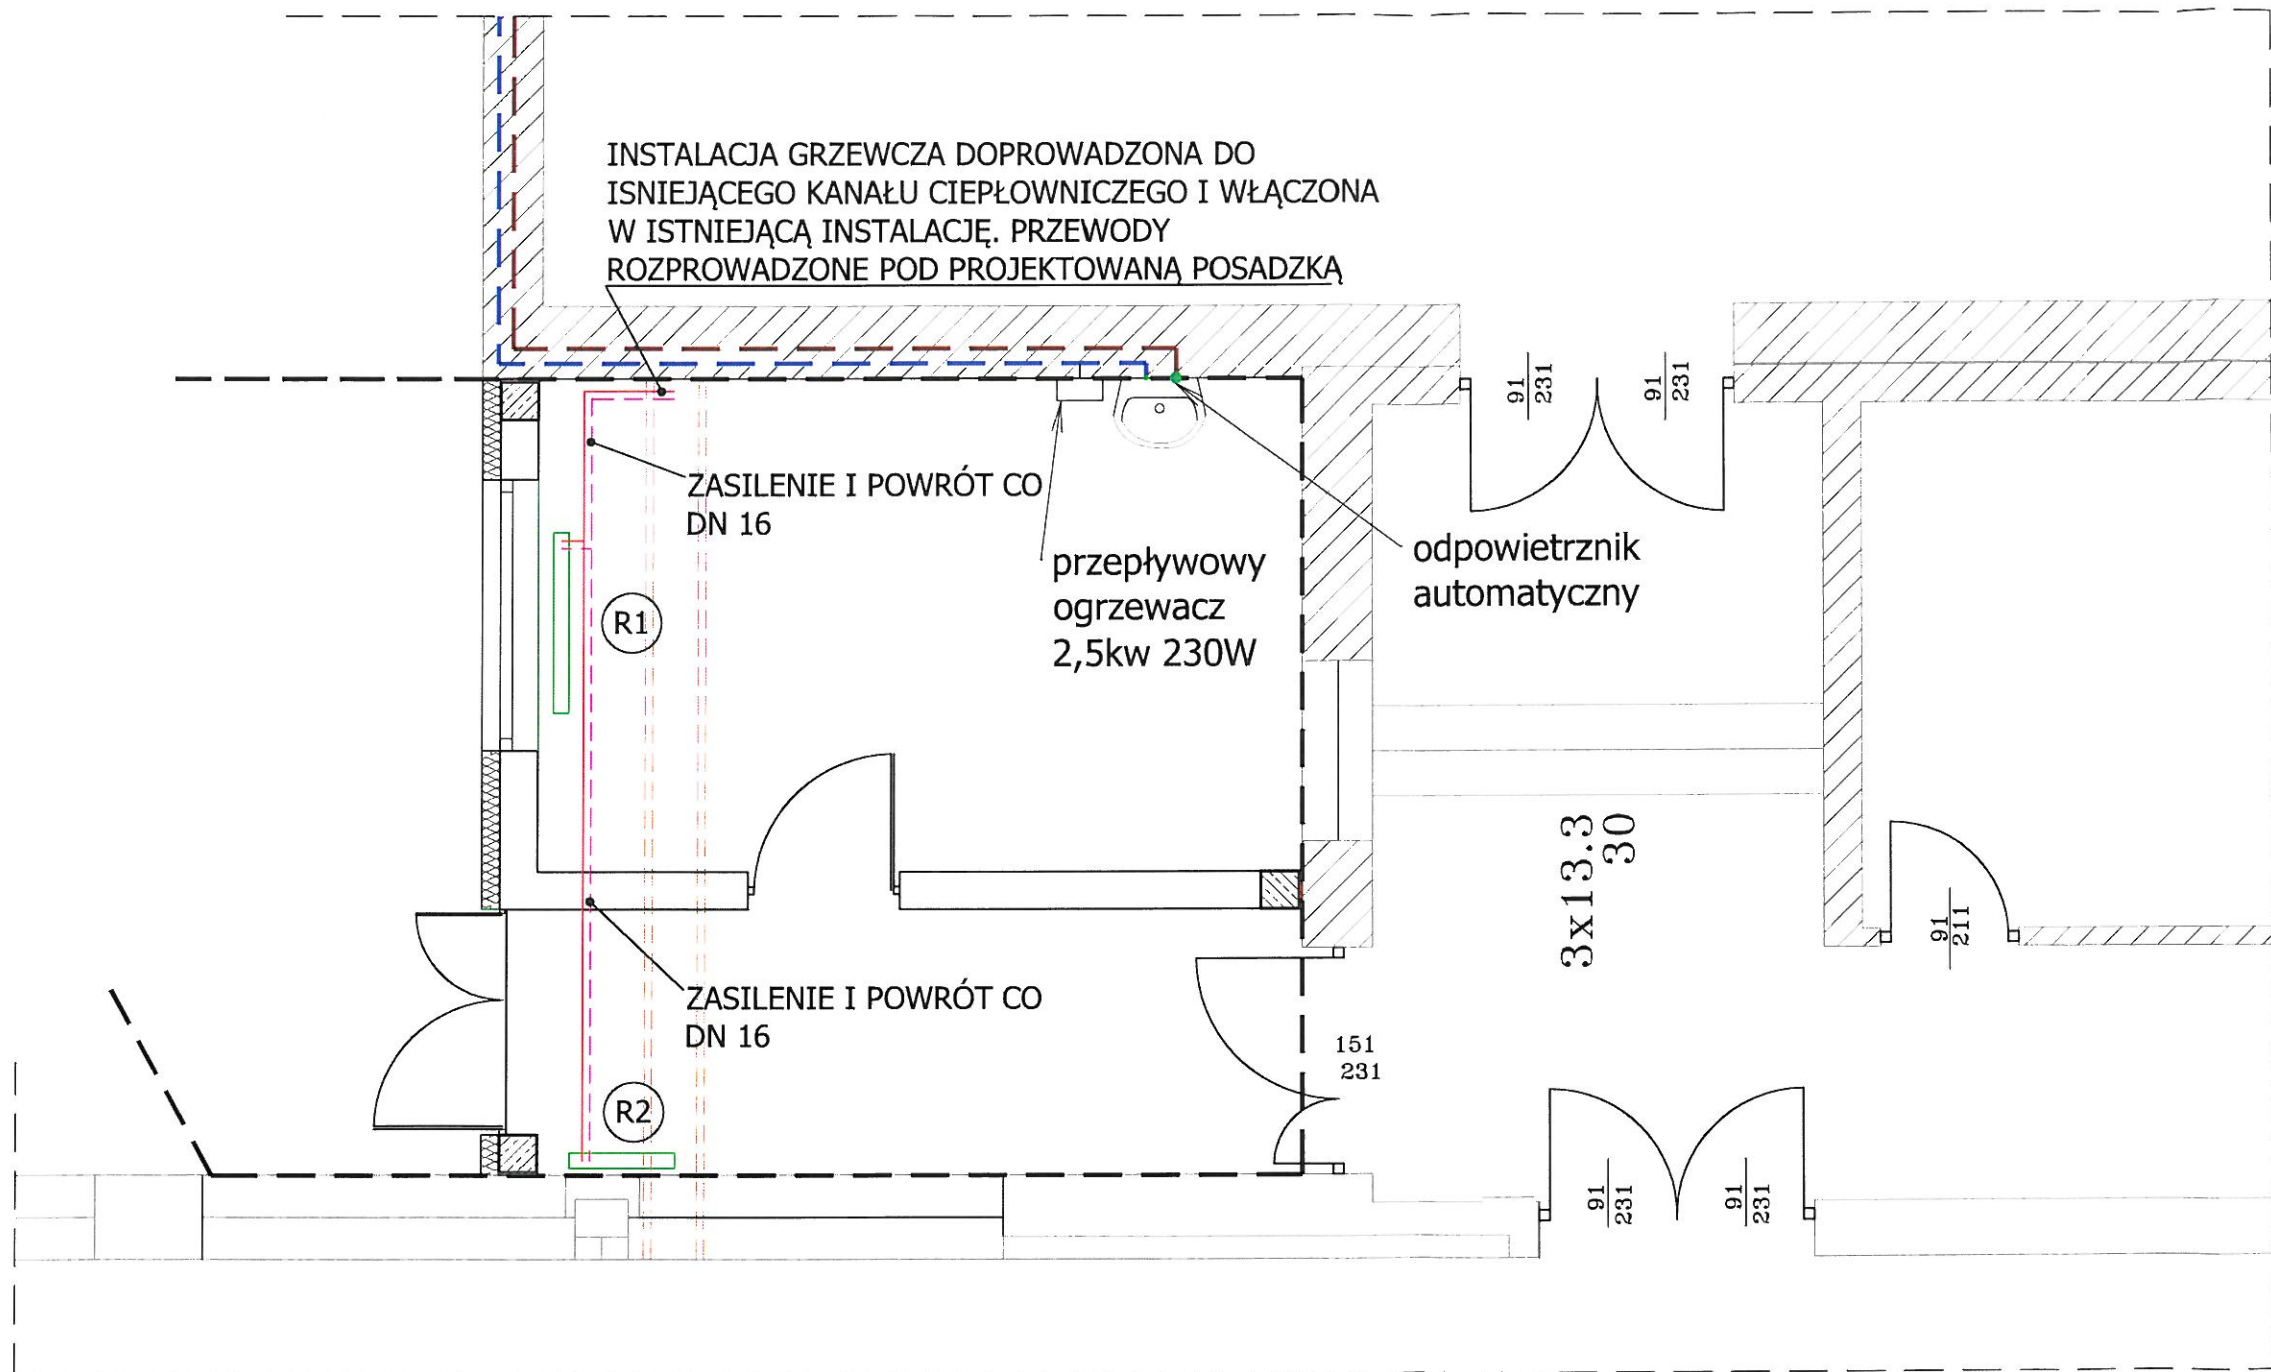 INSTALACJA GRZEWCZA DOPROWADZONA DO
ISNIEJĄCEGO KANAŁU CIEPŁOWNICZEGO I WŁĄCZONA
W ISTNIEJĄCĄ INSTALACJĘ. PRZEWODY
ROZPROWADZONE POD PROJEKTOWANĄ POSADZKĄ
91
231
91
231
ZASILENIE I POWRÓT CO
DN 16
przepływowy
ogrzewacz
2,5kw 230W
odpowietrznik
automatyczny
R1
3x13.3
30
91
211
ZASILENIE I POWRÓT CO
DN 16
151
231
R2
91
231
91
231